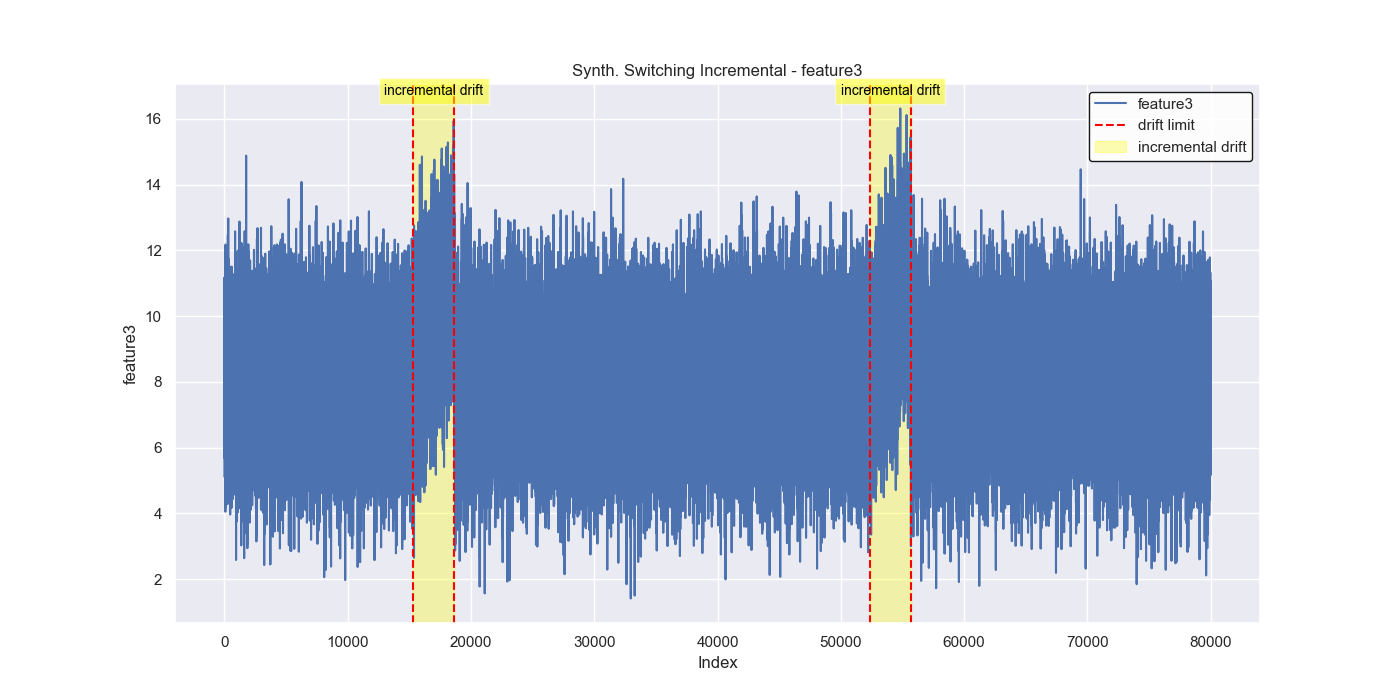 Synth. Switching Incremental - feature3
incremental drift
incremental drift
feature3
drift limit
incremental drift
16
14
12
10
8
6
4
2
feature3
0
10000
20000
30000
40000
50000
60000
70000
80000
Index